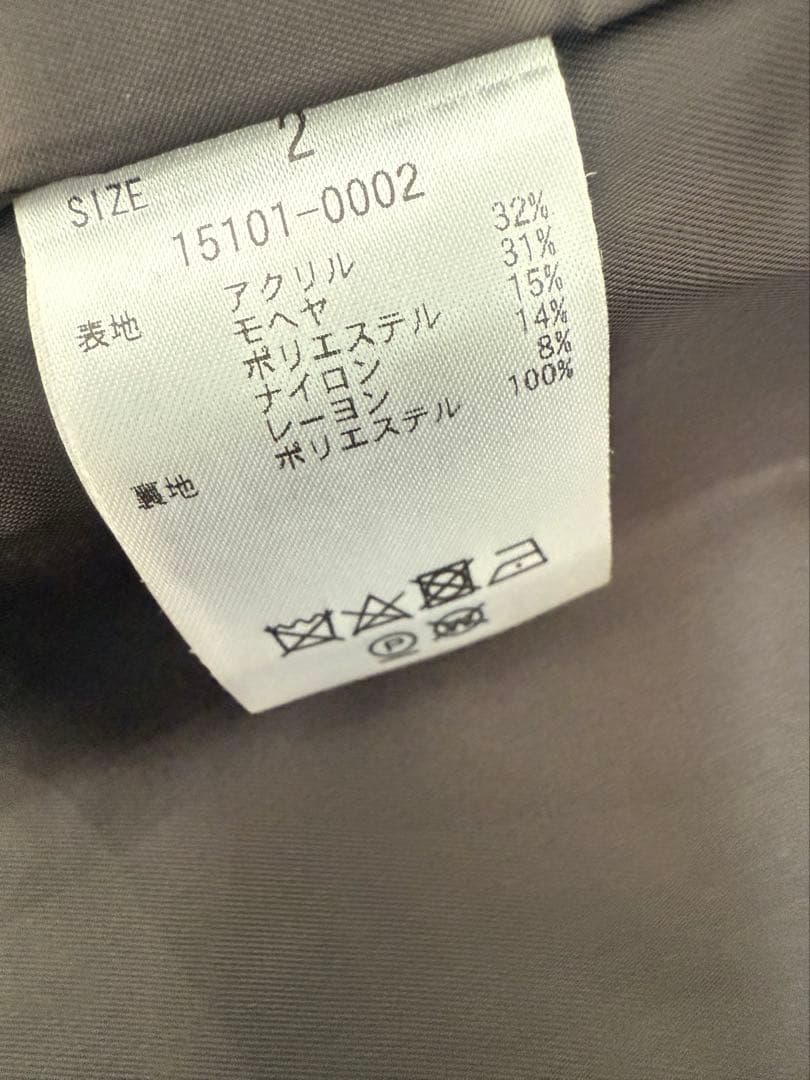 SIZE 2
15101-0002
表地 アクリル 32%
モヘヤ 31%
ポリエステル 15%
ナイロン 14%
レーヨン 8%
裏地 ポリエステル 100%
P W